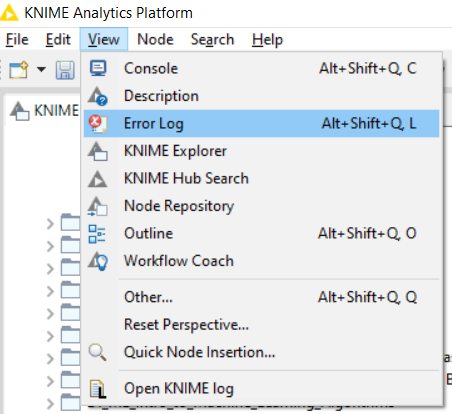 KNIME Analytics Platform
File Edit View Node Search Help
KNIME
Console Alt+Shift+Q, C
Description
Error Log Alt+Shift+Q, L
KNIME Explorer
KNIME Hub Search
Node Repository
Outline Alt+Shift+Q, O
Workflow Coach
Other... Alt+Shift+Q, Q
Reset Perspective...
Quick Node Insertion...
Open KNIME log